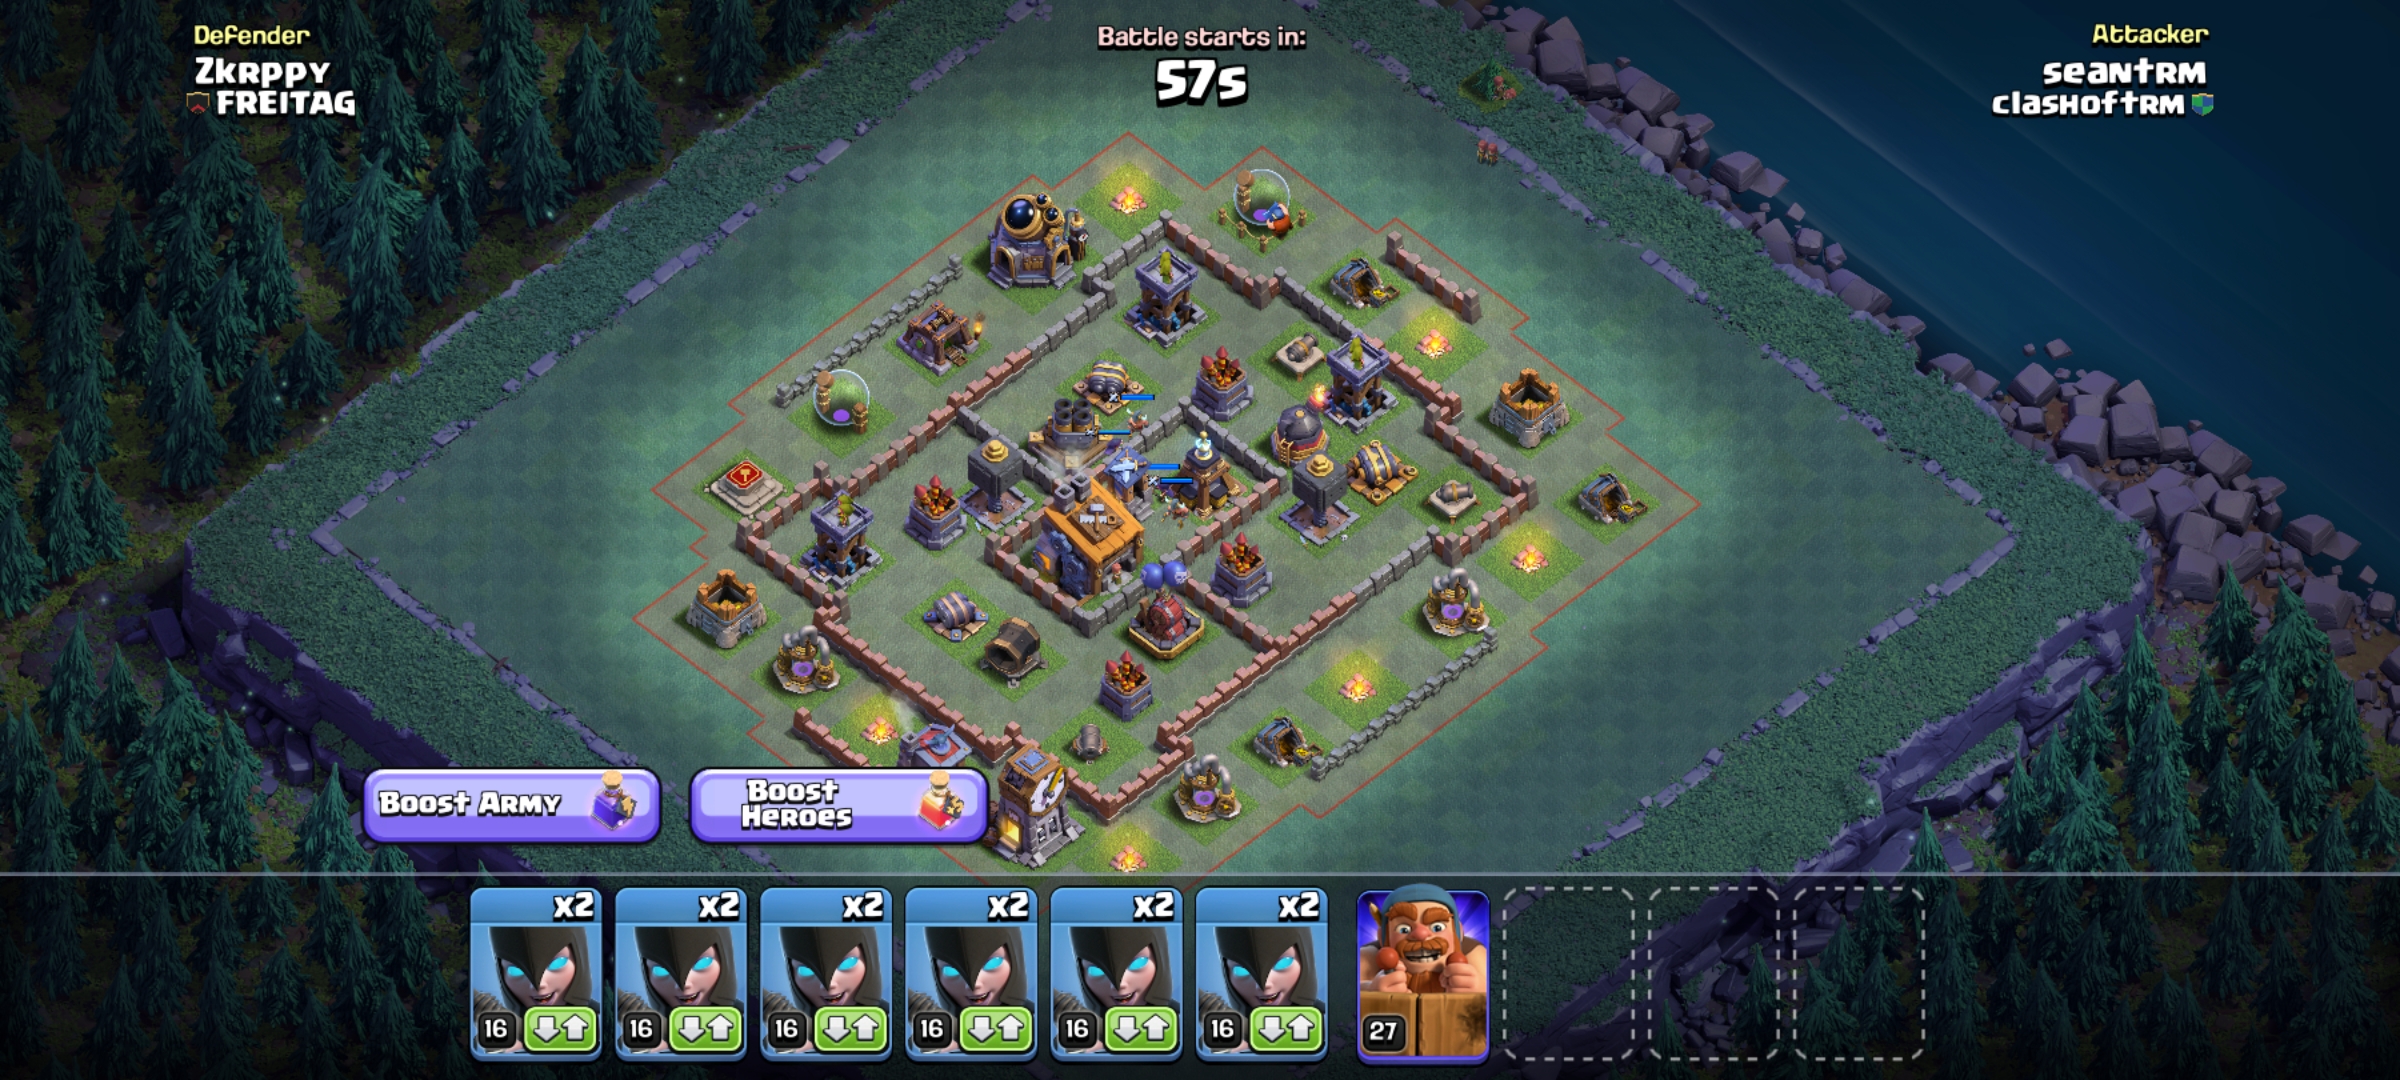 Defender
Zkrppy
FREITAG
Battle starts in:
57s
Attacker
seantrm
clashoftrm
Boost Army
Boost
Heroes
x2
x2
x2
x2
x2
x2
16
16
16
16
16
16
27